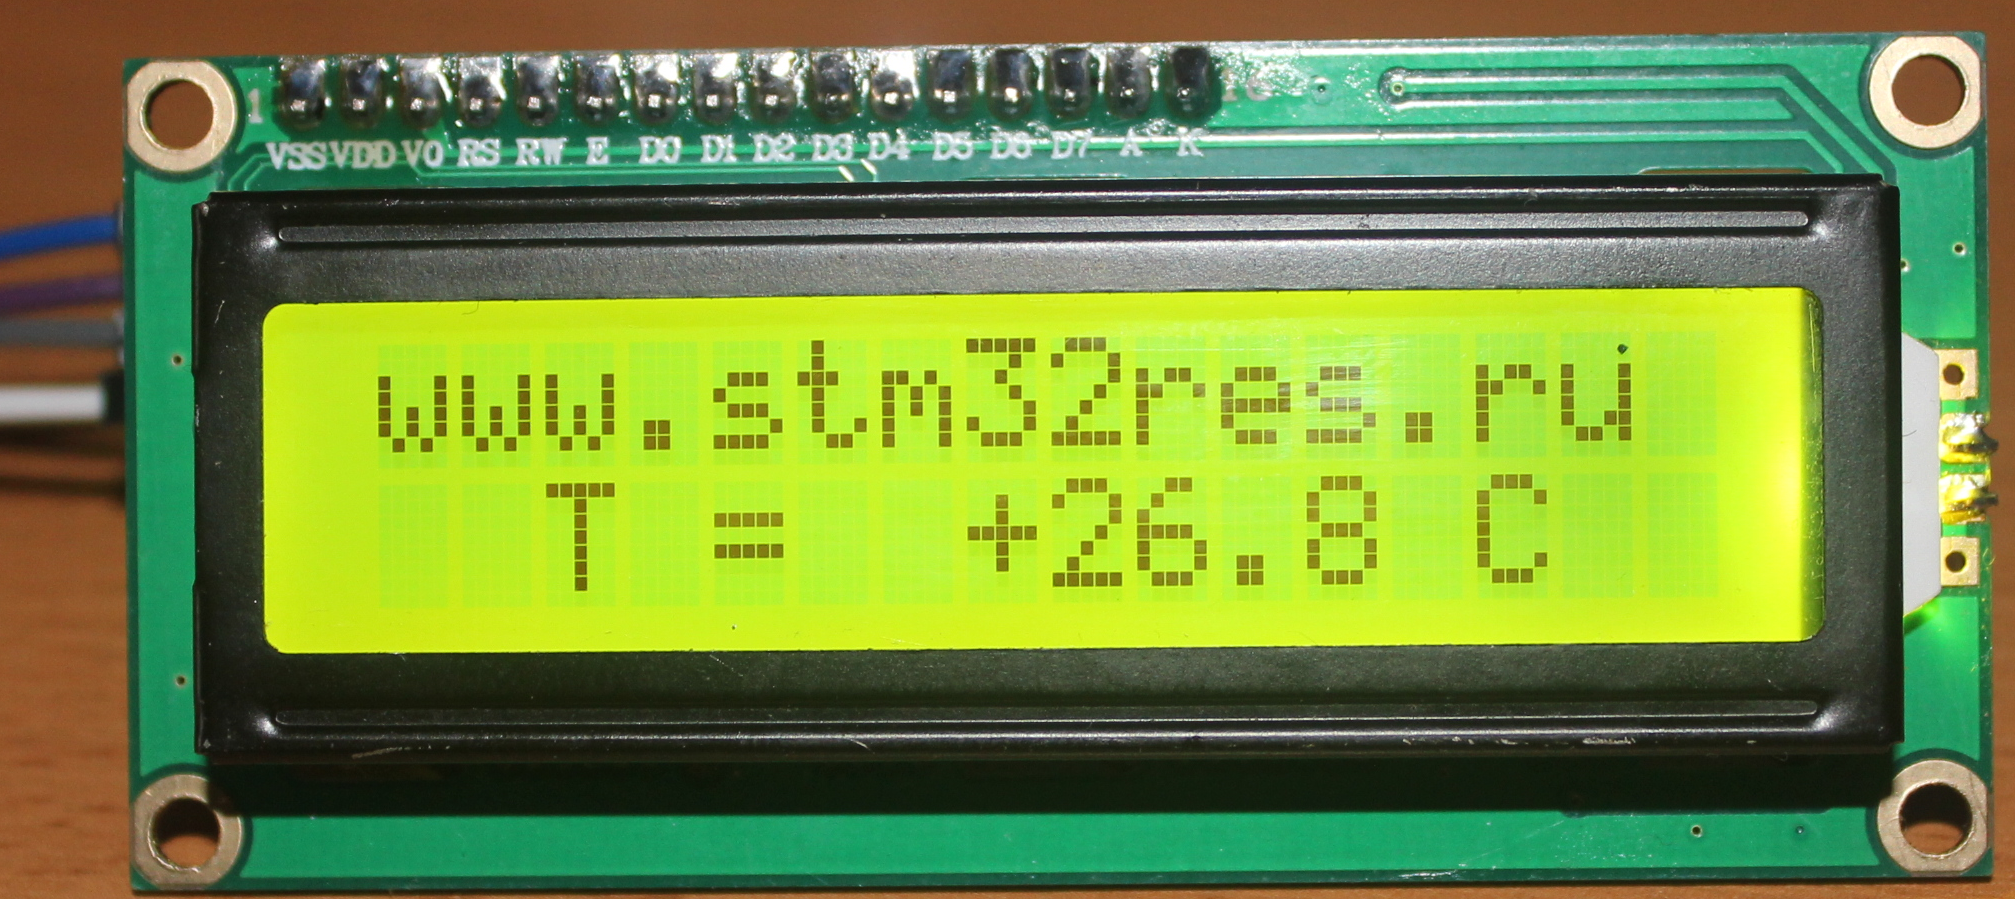 1 VSS VDD V0 RS RW E D0 D1 D2 D3 D4 D5 D6 D7 A K 16
www.stm32res.ru
T = +26.8 C